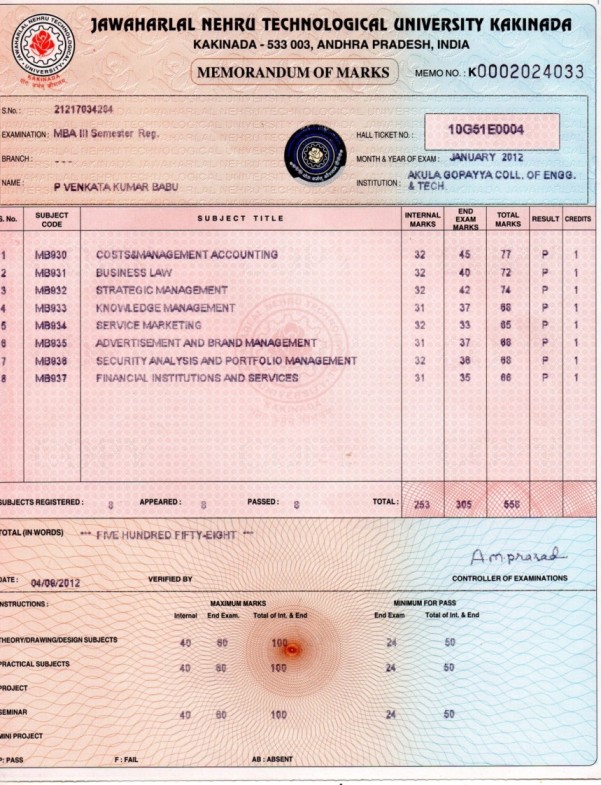 JAWAHARLAL NEHRU TECHNOLOGICAL UNIVERSITY KAKINADA
KAKINADA - 533 003, ANDHRA PRADESH, INDIA
MEMORANDUM OF MARKS MEMO NO. : K0002024033
S.No.: 21217034284
EXAMINATION: MBA III Semester Reg. HALL TICKET NO. : 10G51E0004
BRANCH: --- MONTH & YEAR OF EXAM: JANUARY 2012
NAME: P VENKATA KUMAR BABU INSTITUTION: AKULA GOPAYYA COLL. OF ENGG. & TECH.
S. No. SUBJECT CODE SUBJECT TITLE INTERNAL MARKS END EXAM MARKS TOTAL MARKS RESULT CREDITS
1 MB930 COSTS&MANAGEMENT ACCOUNTING 32 45 77 P 1
2 MB931 BUSINESS LAW 32 40 72 P 1
3 MB932 STRATEGIC MANAGEMENT 32 42 74 P 1
4 MB933 KNOWLEDGE MANAGEMENT 31 37 68 P 1
5 MB934 SERVICE MARKETING 32 33 65 P 1
6 MB935 ADVERTISEMENT AND BRAND MANAGEMENT 31 37 68 P 1
7 MB936 SECURITY ANALYSIS AND PORTFOLIO MANAGEMENT 32 36 68 P 1
8 MB937 FINANCIAL INSTITUTIONS AND SERVICES 31 35 66 P 1
SUBJECTS REGISTERED: 8 APPEARED: 8 PASSED: 8 TOTAL: 253 305 558
TOTAL (IN WORDS) *** FIVE HUNDRED FIFTY-EIGHT ***
A.m.prasad
DATE: 04/08/2012 VERIFIED BY CONTROLLER OF EXAMINATIONS
INSTRUCTIONS: MAXIMUM MARKS MINIMUM FOR PASS
Internal End Exam. Total of Int. & End End Exam Total of Int. & End
THEORY/DRAWING/DESIGN SUBJECTS 40 60 100 24 50
PRACTICAL SUBJECTS 40 60 100 24 50
PROJECT
SEMINAR 40 60 100 24 50
MINI PROJECT
P: PASS F : FAIL AB : ABSENT